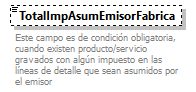 TotalImpAsumEmisorFabrica
Este campo es de condición obligatoria,
cuando existen producto/servicio
gravados con algún impuesto en las
líneas de detalle que sean asumidos por
el emisor